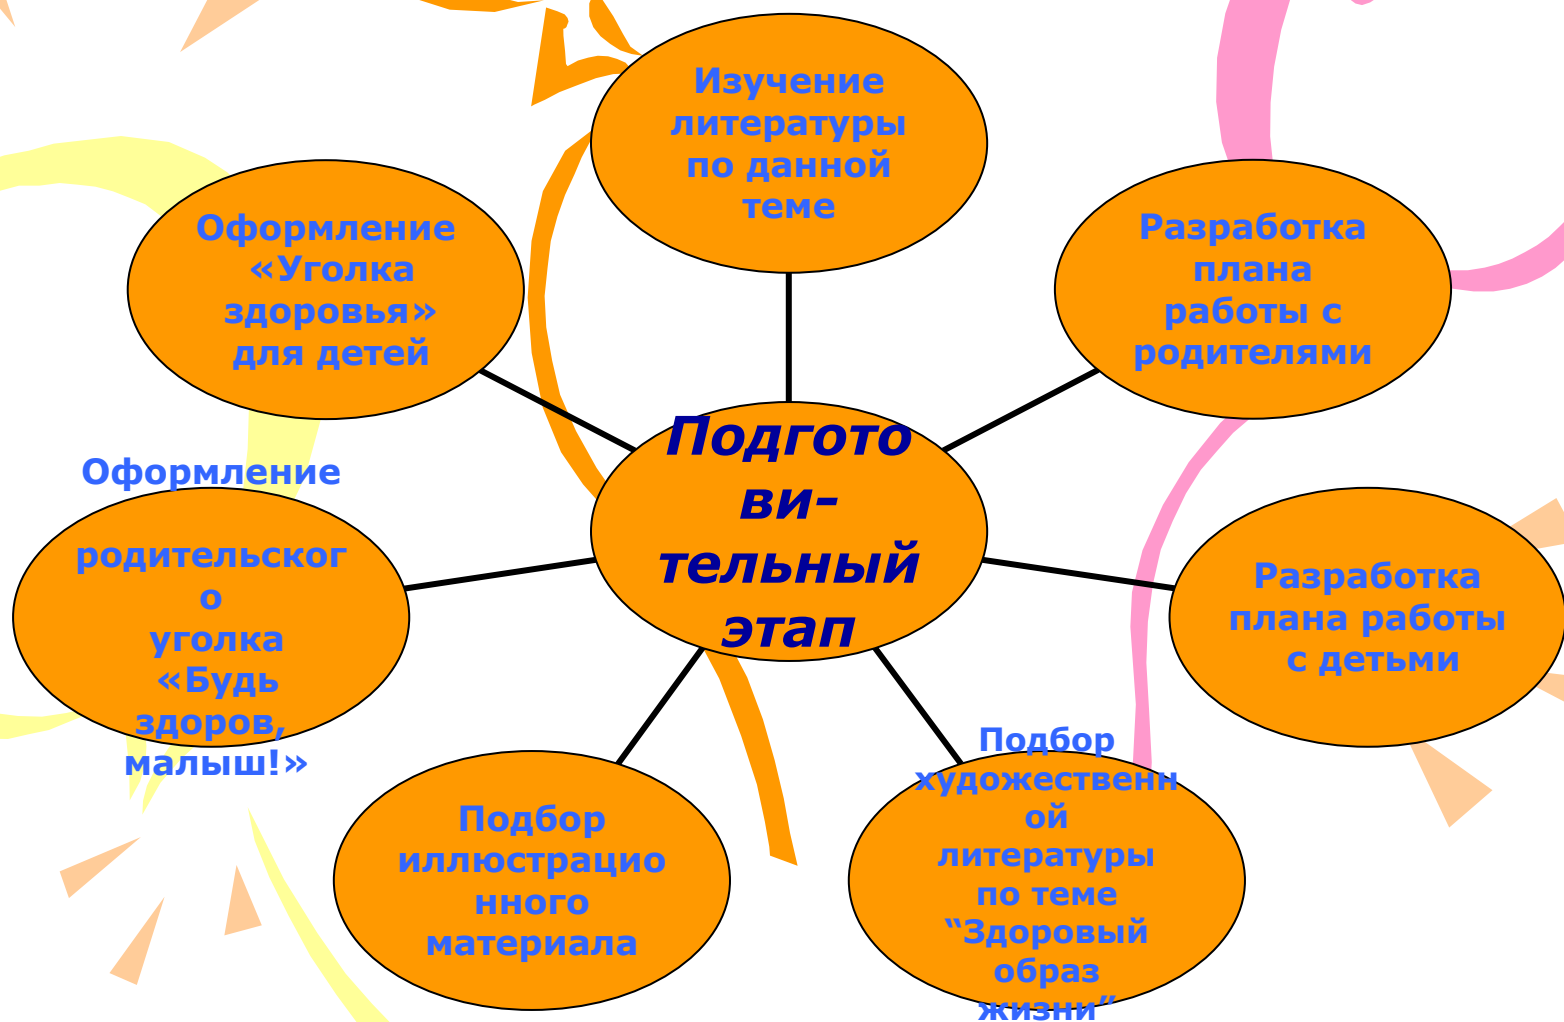 Изучение
литературы
по данной
теме
Оформление
«Уголка
здоровья»
для детей
Разработка
плана
работы с
родителями
Подгото
ви-
тельный
этап
Оформление
родительског
о
уголка
«Будь
здоров,
малыш!»
Разработка
плана работы
с детьми
Подбор
иллюстрацио
нного
материала
Подбор
художественн
ой
литературы
по теме
“Здоровый
образ
жизни”